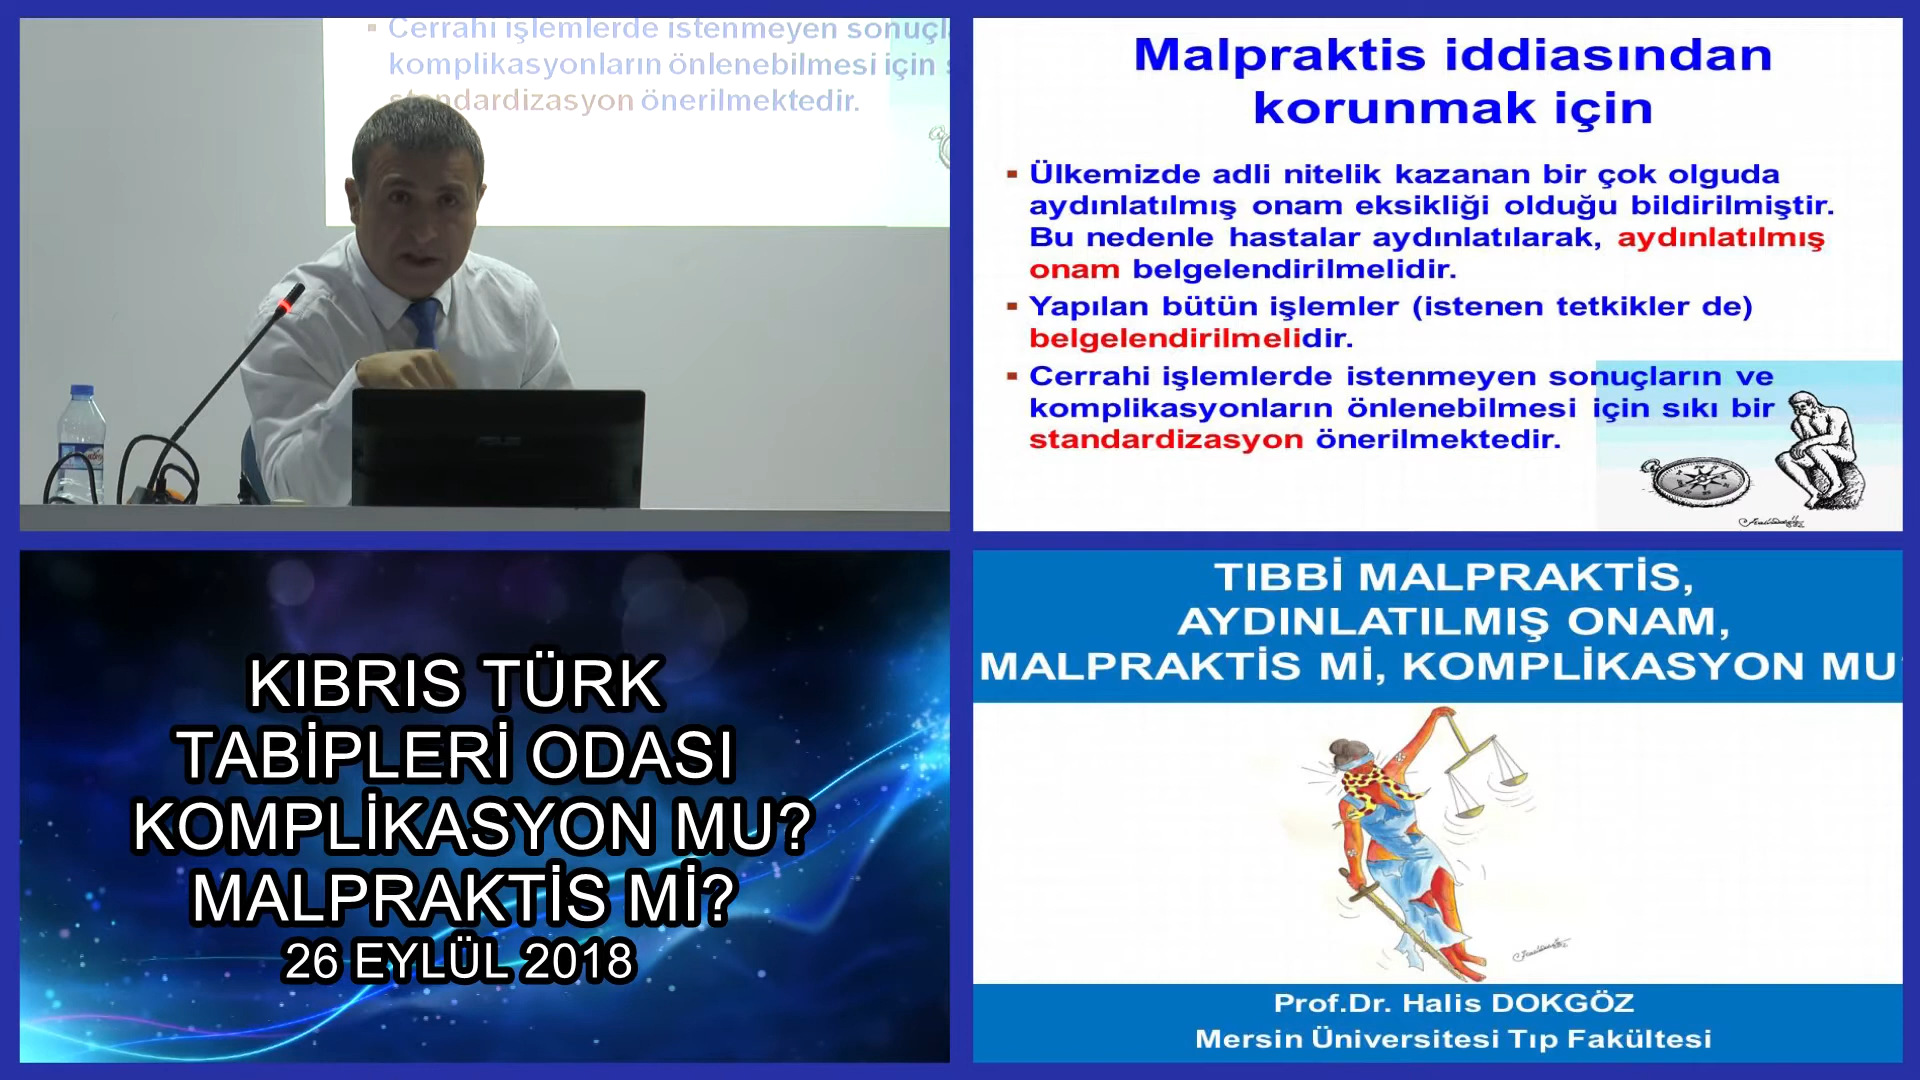 Cerrahi işlemlerde istenmeyen sonuçl
komplikasyonların önlenebilmesi için s
standardizasyon önerilmektedir.
Malpraktis iddiasından
korunmak için
Ülkemizde adli nitelik kazanan bir çok olguda
aydınlatılmış onam eksikliği olduğu bildirilmiştir.
Bu nedenle hastalar aydınlatılarak, aydınlatılmış
onam belgelendirilmelidir.
Yapılan bütün işlemler (istenen tetkikler de)
belgelendirilmelidir.
Cerrahi işlemlerde istenmeyen sonuçların ve
komplikasyonların önlenebilmesi için sıkı bir
standardizasyon önerilmektedir.
KIBRIS TÜRK
TABİPLERİ ODASI
KOMPLİKASYON MU?
MALPRAKTİS Mİ?
26 EYLÜL 2018
TIBBİ MALPRAKTİS,
AYDINLATILMIŞ ONAM,
MALPRAKTİS Mİ, KOMPLİKASYON MU
Prof.Dr. Halis DOKGÖZ
Mersin Üniversitesi Tıp Fakültesi